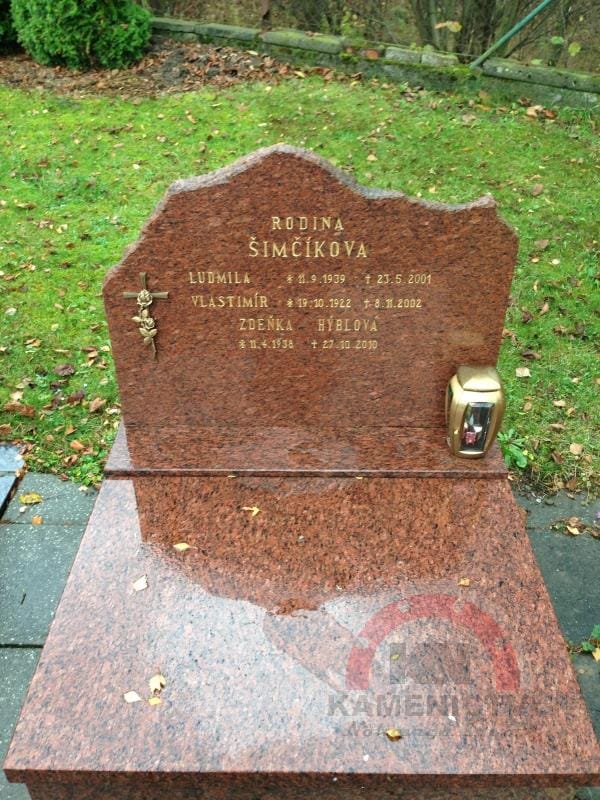 RODINA
ŠIMČÍKOVA
LUDMILA * 11.9.1939 - † 23.5.2001
VLASTIMÍR * 19.10.1922 † 8.11.2002
ZDEŇKA HÝBLOVÁ
* 11.4.1938 † 27.10.2010